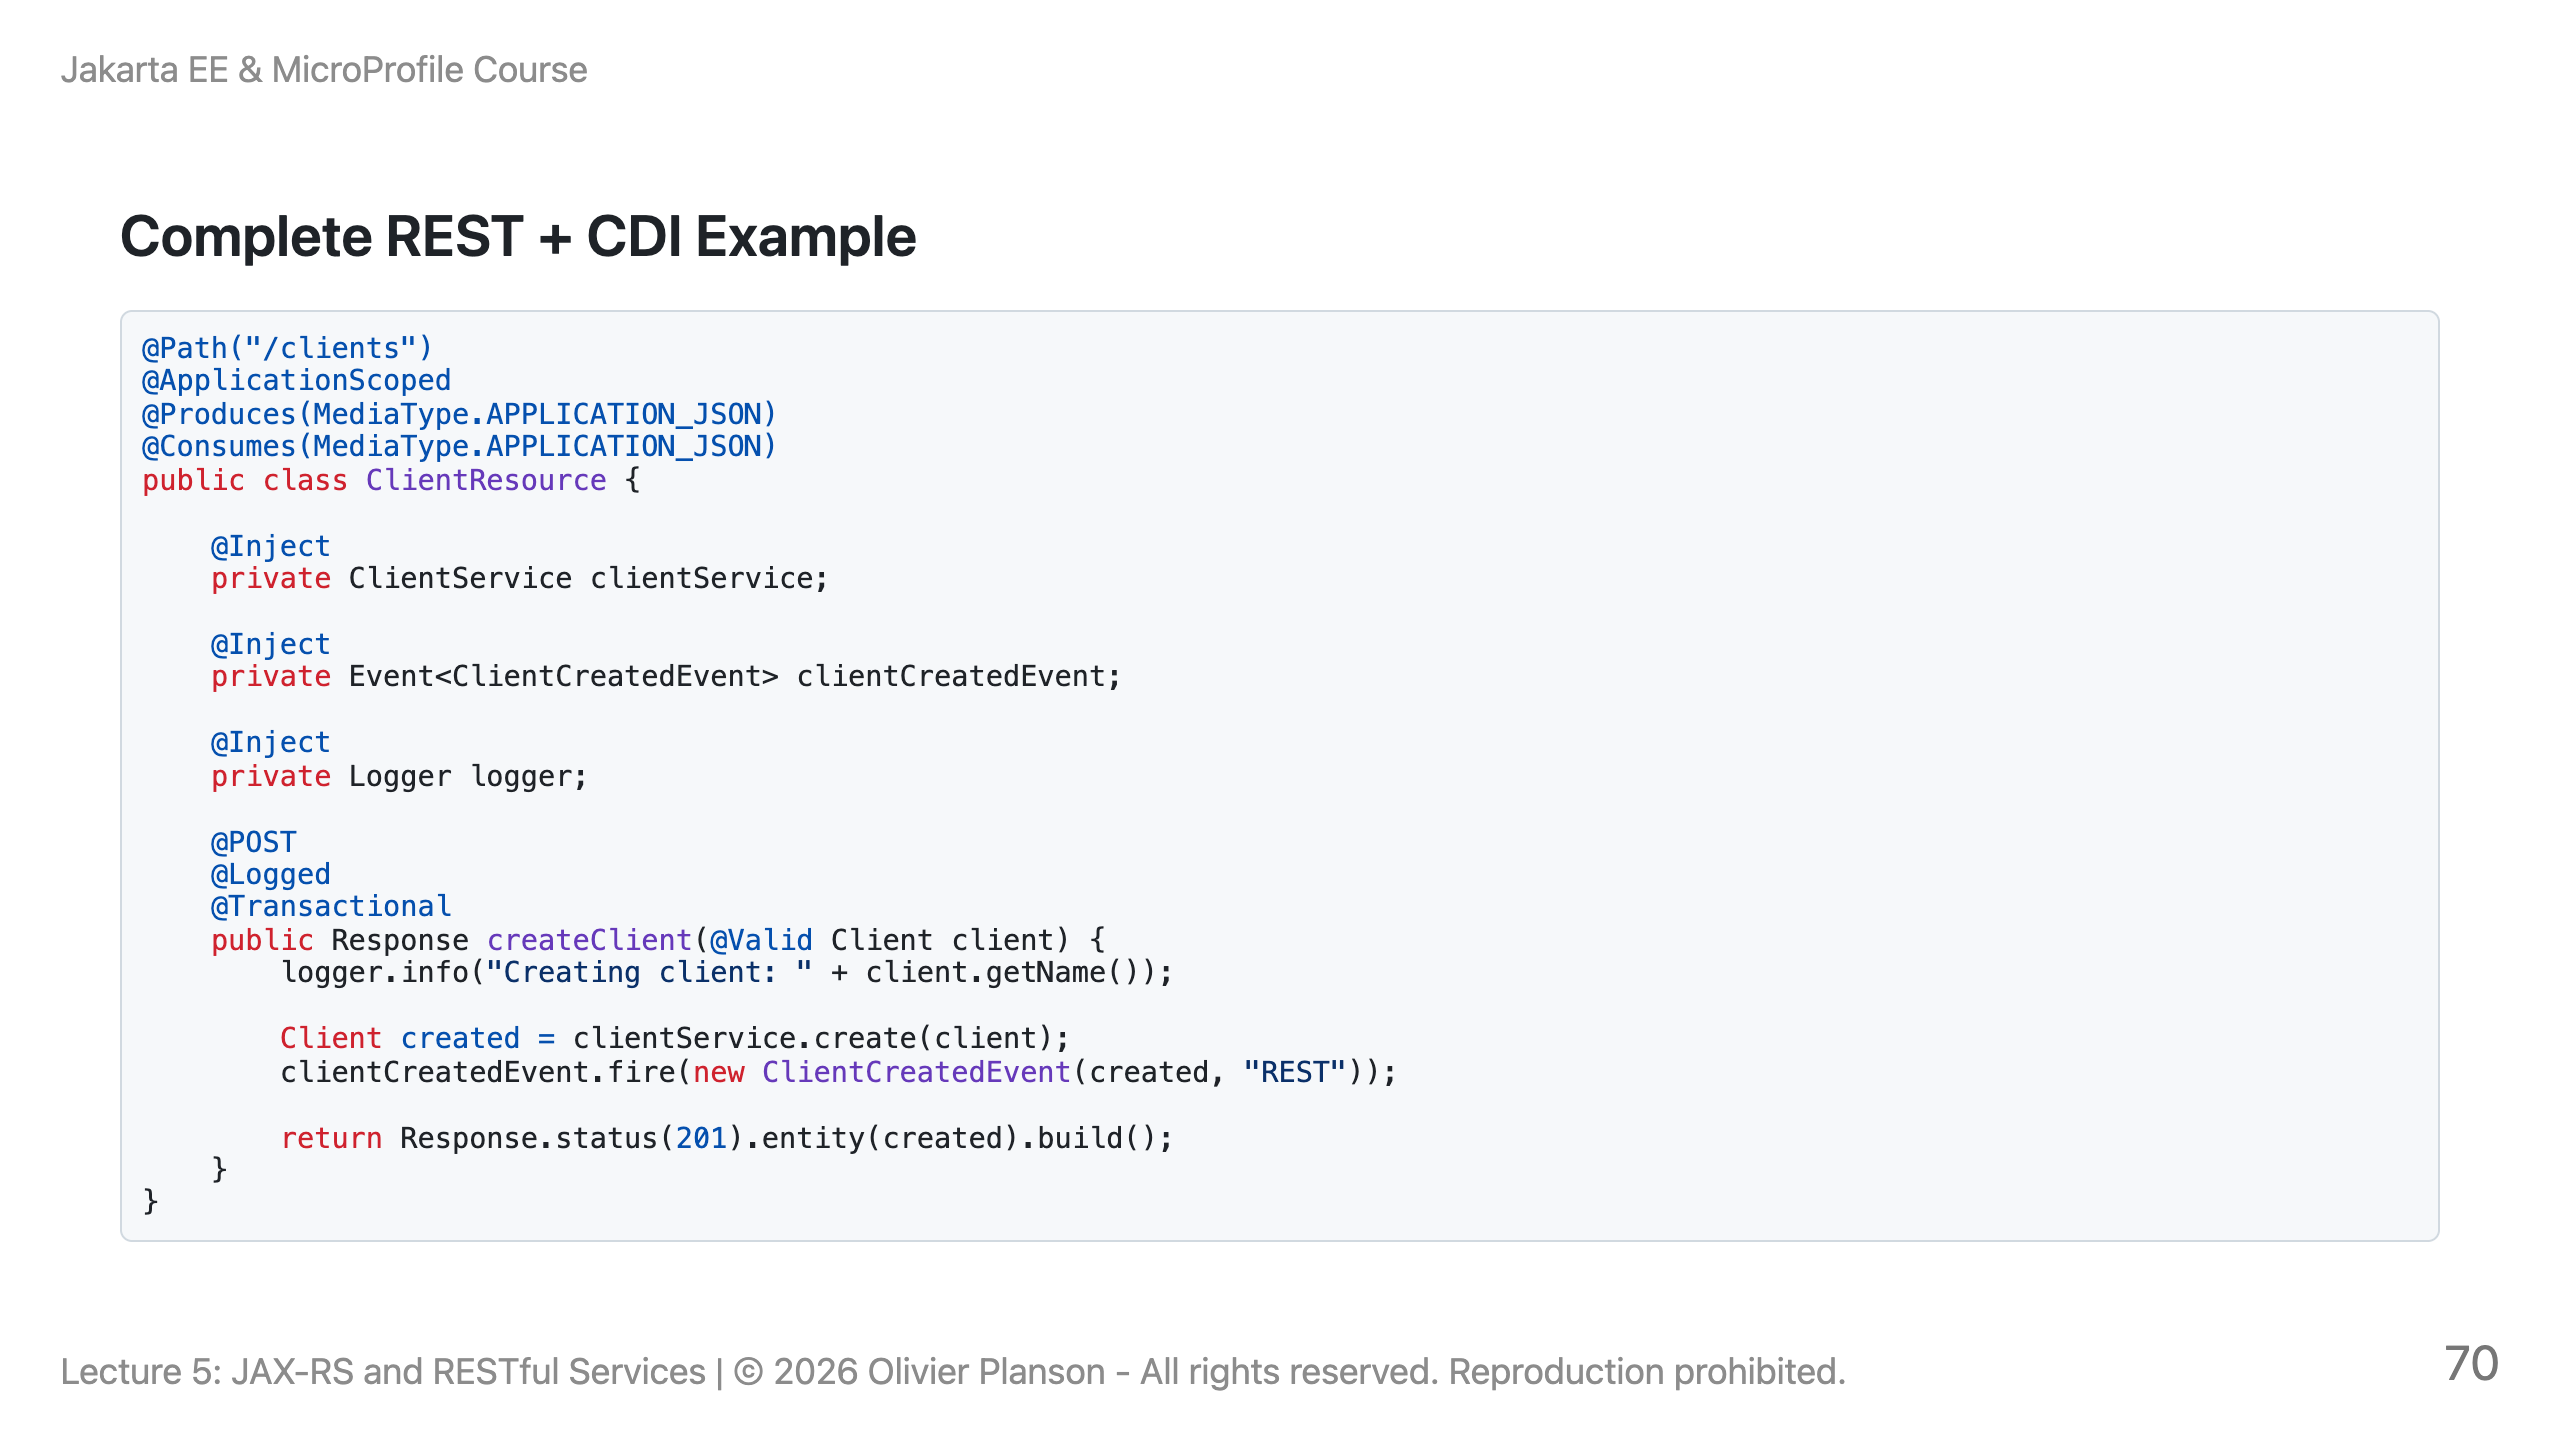 Jakarta EE & MicroProfile Course
Complete REST + CDI Example
@Path("/clients")
@ApplicationScoped
@Produces(MediaType.APPLICATION_JSON)
@Consumes(MediaType.APPLICATION_JSON)
public class ClientResource {
    @Inject
    private ClientService clientService;
    @Inject
    private Event<ClientCreatedEvent> clientCreatedEvent;
    @Inject
    private Logger logger;
    @POST
    @Logged
    @Transactional
    public Response createClient(@Valid Client client) {
        logger.info("Creating client: " + client.getName());
        Client created = clientService.create(client);
        clientCreatedEvent.fire(new ClientCreatedEvent(created, "REST"));
        return Response.status(201).entity(created).build();
    }
}
Lecture 5: JAX-RS and RESTful Services | © 2026 Olivier Planson - All rights reserved. Reproduction prohibited.
70